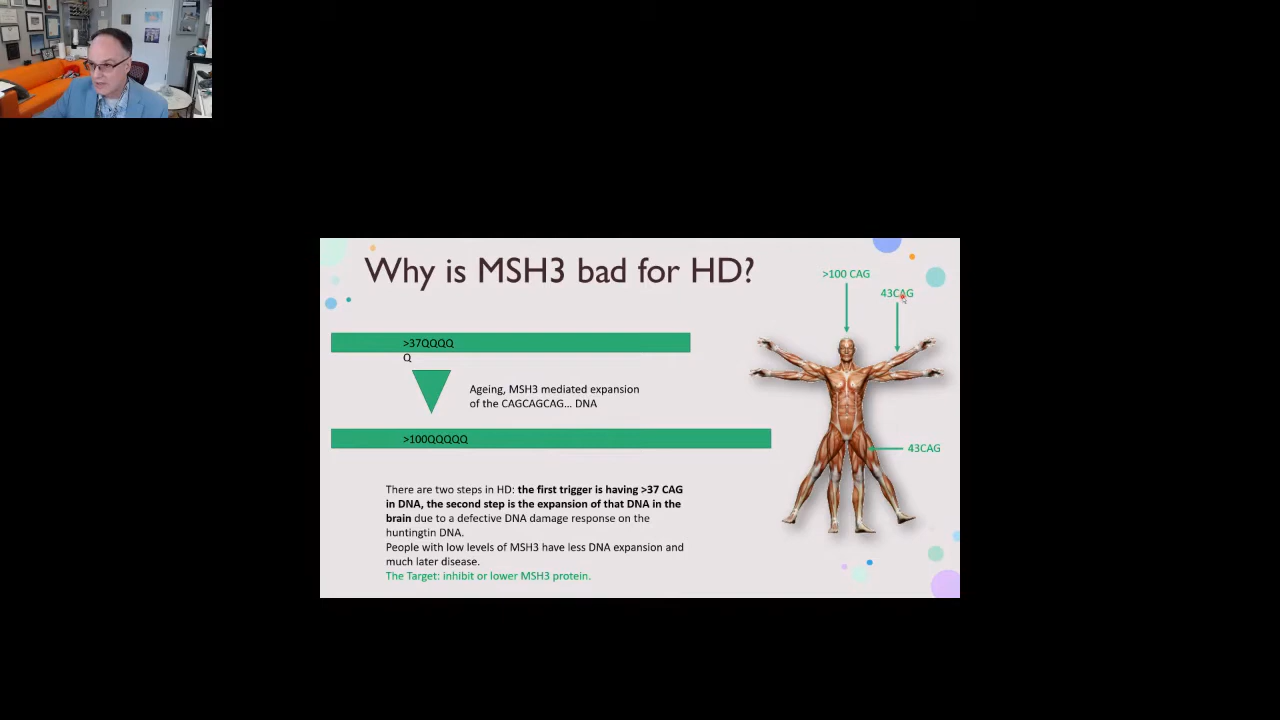 Why is MSH3 bad for HD?
>100 CAG
43CAG
>37QQQQ
Q
Ageing, MSH3 mediated expansion
of the CAGCAGCAG... DNA
>100QQQQQ
43CAG
There are two steps in HD: the first trigger is having >37 CAG
in DNA, the second step is the expansion of that DNA in the
brain due to a defective DNA damage response on the
huntingtin DNA.
People with low levels of MSH3 have less DNA expansion and
much later disease.
The Target: inhibit or lower MSH3 protein.